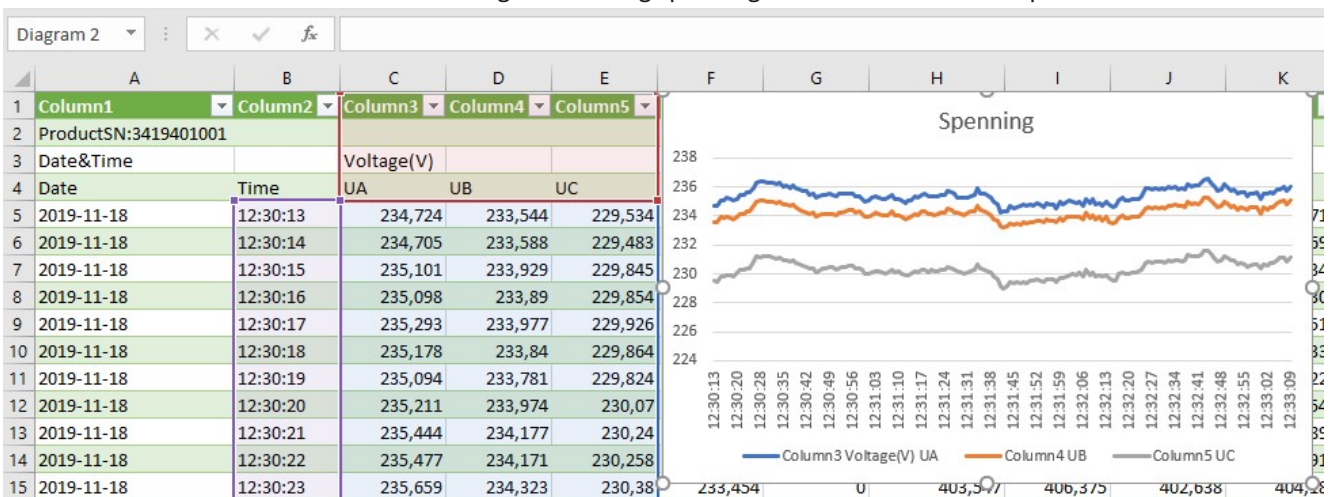 Diagram 2 fx
A B C D E F G H I J K
1 Column1 Column2 Column3 Column4 Column5
2 ProductSN:3419401001
3 Date&Time Voltage(V)
4 Date Time UA UB UC
5 2019-11-18 12:30:13 234,724 233,544 229,534
6 2019-11-18 12:30:14 234,705 233,588 229,483
7 2019-11-18 12:30:15 235,101 233,929 229,845
8 2019-11-18 12:30:16 235,098 233,89 229,854
9 2019-11-18 12:30:17 235,293 233,977 229,926
10 2019-11-18 12:30:18 235,178 233,84 229,864
11 2019-11-18 12:30:19 235,094 233,781 229,824
12 2019-11-18 12:30:20 235,211 233,974 230,07
13 2019-11-18 12:30:21 235,444 234,177 230,24
14 2019-11-18 12:30:22 235,477 234,171 230,258
15 2019-11-18 12:30:23 235,659 234,323 230,38 233,454 0 403,547 406,375 402,638
Spenning
238
236
234
232
230
228
226
224
12:30:13 12:30:20 12:30:28 12:30:35 12:30:42 12:30:49 12:30:56 12:31:03 12:31:10 12:31:17 12:31:24 12:31:31 12:31:38 12:31:45 12:31:52 12:31:59 12:32:06 12:32:13 12:32:20 12:32:27 12:32:34 12:32:41 12:32:48 12:32:55 12:33:02 12:33:09
Column3 Voltage(V) UA Column4 UB Column5 UC